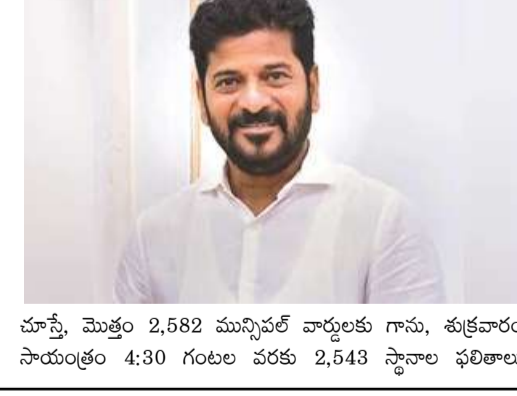 చూస్తే, మొత్తం 2,582 మున్సిపల్ వార్డులకు గాను, శుక్రవారం
సాయంత్రం 4:30 గంటల వరకు 2,543 స్థానాల ఫలితాలు